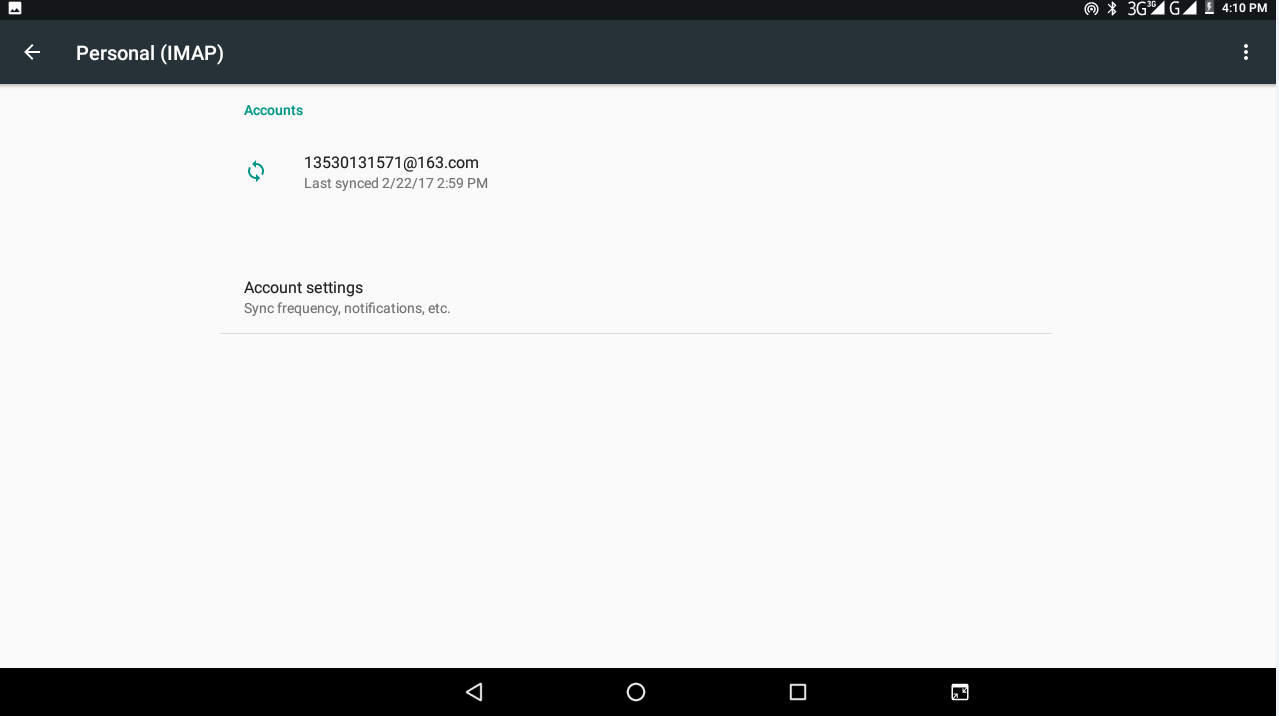 3G 3G G 4:10 PM
Personal (IMAP)
Accounts
13530131571@163.com
Last synced 2/22/17 2:59 PM
Account settings
Sync frequency, notifications, etc.